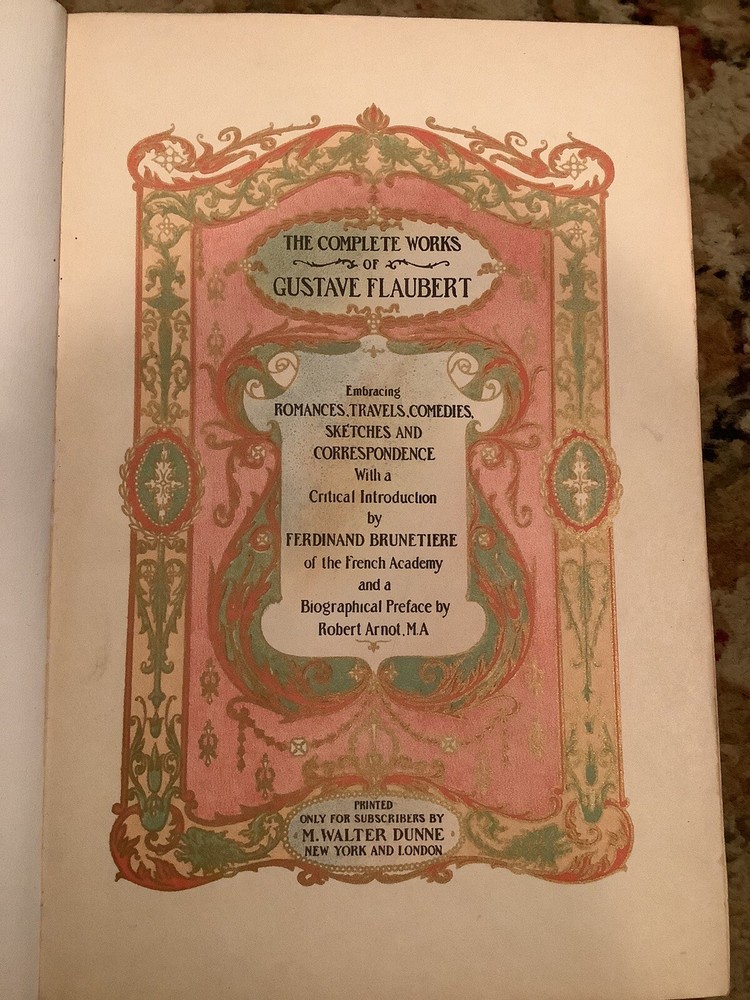 THE COMPLETE WORKS
OF
GUSTAVE FLAUBERT
Embracing
ROMANCES, TRAVELS, COMEDIES,
SKETCHES AND
CORRESPONDENCE
With a
Critical Introduction
by
FERDINAND BRUNETIERE
of the French Academy
and a
Biographical Preface by
Robert Arnot, M.A
PRINTED
ONLY FOR SUBSCRIBERS BY
M. WALTER DUNNE
NEW YORK AND LONDON